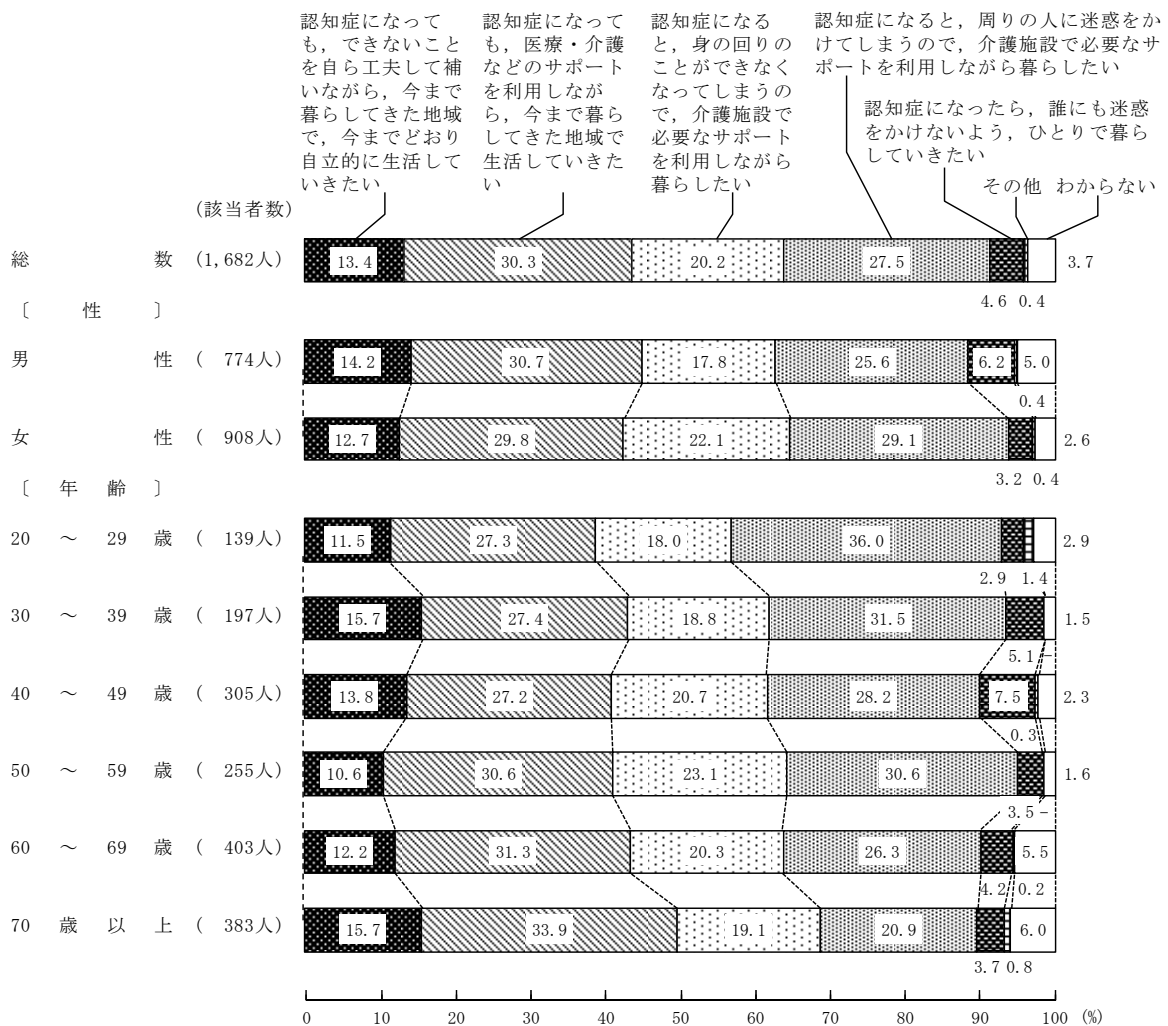 認知症になって
も，できないこと
を自ら工夫して補
いながら，今まで
暮らしてきた地域
で，今までどおり
自立的に生活して
いきたい
認知症になって
も，医療・介護
などのサポート
を利用しなが
ら，今まで暮ら
してきた地域で
生活していきた
い
認知症になる
と，身の回りの
ことができなく
なってしまうの
で，介護施設で
必要なサポート
を利用しながら
暮らしたい
認知症になると，周りの人に迷惑をか
けてしまうので，介護施設で必要なサ
ポートを利用しながら暮らしたい
認知症になったら，誰にも迷惑
をかけないよう，ひとりで暮ら
していきたい
その他 わからない
(該当者数)
総 数 (1,682人) 13.4 30.3 20.2 27.5 3.7
4.6 0.4
〔 性 〕
男 性 ( 774人) 14.2 30.7 17.8 25.6 6.2 5.0
0.4
女 性 ( 908人) 12.7 29.8 22.1 29.1 2.6
3.2 0.4
〔 年 齢 〕
20 ～ 29 歳 ( 139人) 11.5 27.3 18.0 36.0 2.9
2.9 1.4
30 ～ 39 歳 ( 197人) 15.7 27.4 18.8 31.5 1.5
5.1 -
40 ～ 49 歳 ( 305人) 13.8 27.2 20.7 28.2 7.5 2.3
0.3
50 ～ 59 歳 ( 255人) 10.6 30.6 23.1 30.6 1.6
3.5 -
60 ～ 69 歳 ( 403人) 12.2 31.3 20.3 26.3 5.5
4.2 0.2
70 歳 以 上 ( 383人) 15.7 33.9 19.1 20.9 6.0
3.7 0.8
0 10 20 30 40 50 60 70 80 90 100 (%)